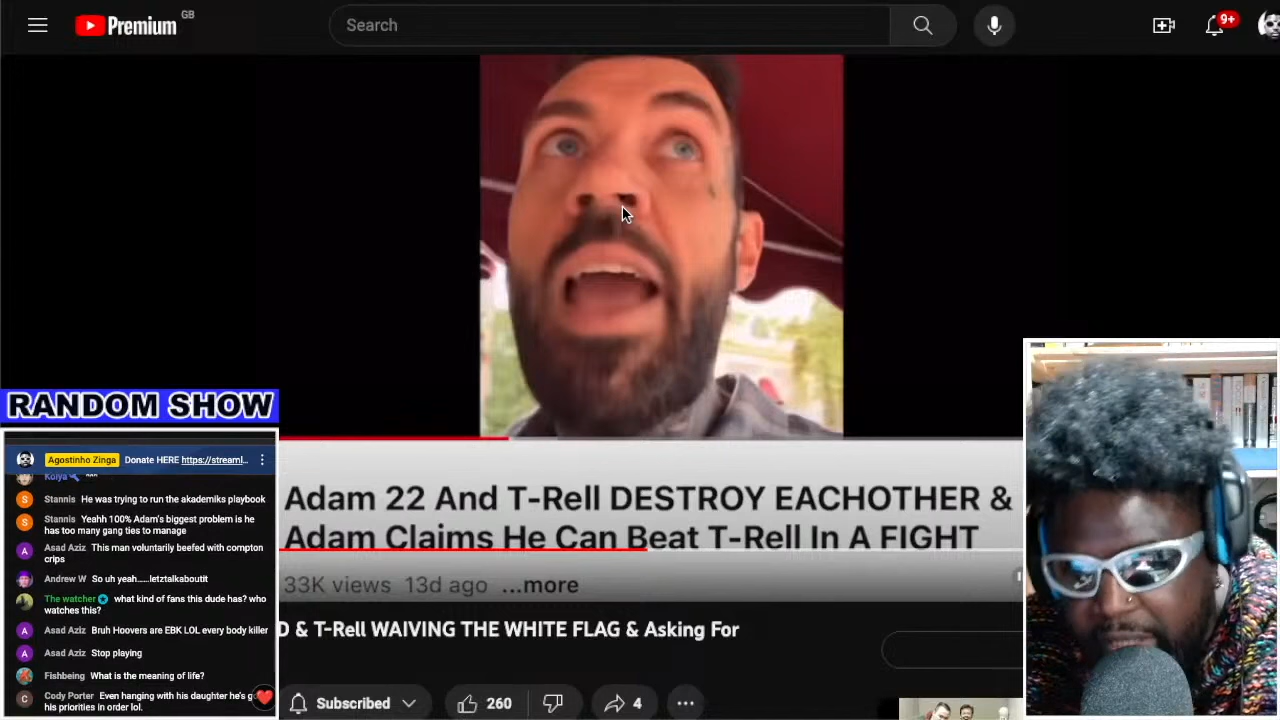 Premium GB
Search
9+
RANDOM SHOW
Agostinho Zinga Donate HERE https://streaml...
Kolya
Stannis He was trying to run the akademiks playbook
Stannis Yeahh 100% Adam's biggest problem is he
has too many gang ties to manage
Asad Aziz This man voluntarily beefed with compton
crips
Andrew W So uh yeah......letztalkaboutit
The watcher what kind of fans this dude has? who
watches this?
Asad Aziz Bruh Hoovers are EBK LOL every body killer
Asad Aziz Stop playing
Fishbeing What is the meaning of life?
Cody Porter Even hanging with his daughter he's
his priorities in order lol.
Adam 22 And T-Rell DESTROY EACHOTHER &
Adam Claims He Can Beat T-Rell In A FIGHT
33K views 13d ago ...more
D & T-Rell WAIVING THE WHITE FLAG & Asking For
Subscribed
260
4